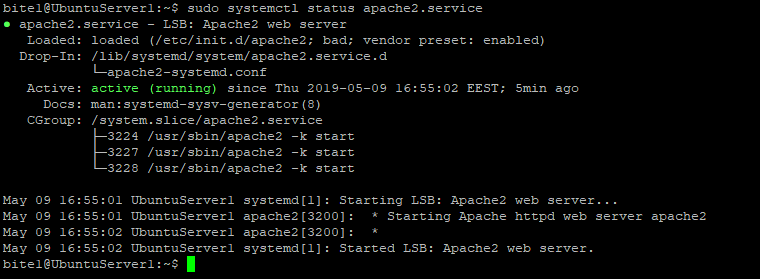 bite1@UbuntuServer1:~$ sudo systemctl status apache2.service
● apache2.service - LSB: Apache2 web server
   Loaded: loaded (/etc/init.d/apache2; bad; vendor preset: enabled)
  Drop-In: /lib/systemd/system/apache2.service.d
           └─apache2-systemd.conf
   Active: active (running) since Thu 2019-05-09 16:55:02 EEST; 5min ago
     Docs: man:systemd-sysv-generator(8)
   CGroup: /system.slice/apache2.service
           ├─3224 /usr/sbin/apache2 -k start
           ├─3227 /usr/sbin/apache2 -k start
           └─3228 /usr/sbin/apache2 -k start

May 09 16:55:01 UbuntuServer1 systemd[1]: Starting LSB: Apache2 web server...
May 09 16:55:01 UbuntuServer1 apache2[3200]:  * Starting Apache httpd web server apache2
May 09 16:55:02 UbuntuServer1 apache2[3200]:  *
May 09 16:55:02 UbuntuServer1 systemd[1]: Started LSB: Apache2 web server.
bite1@UbuntuServer1:~$